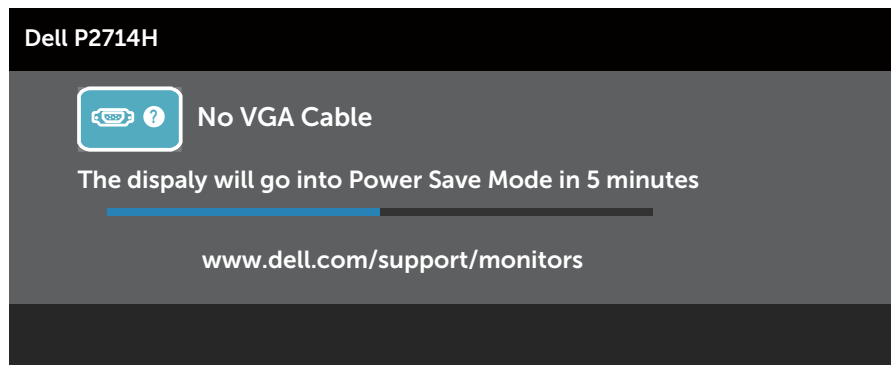 Dell P2714H
? No VGA Cable
The dispaly will go into Power Save Mode in 5 minutes
www.dell.com/support/monitors